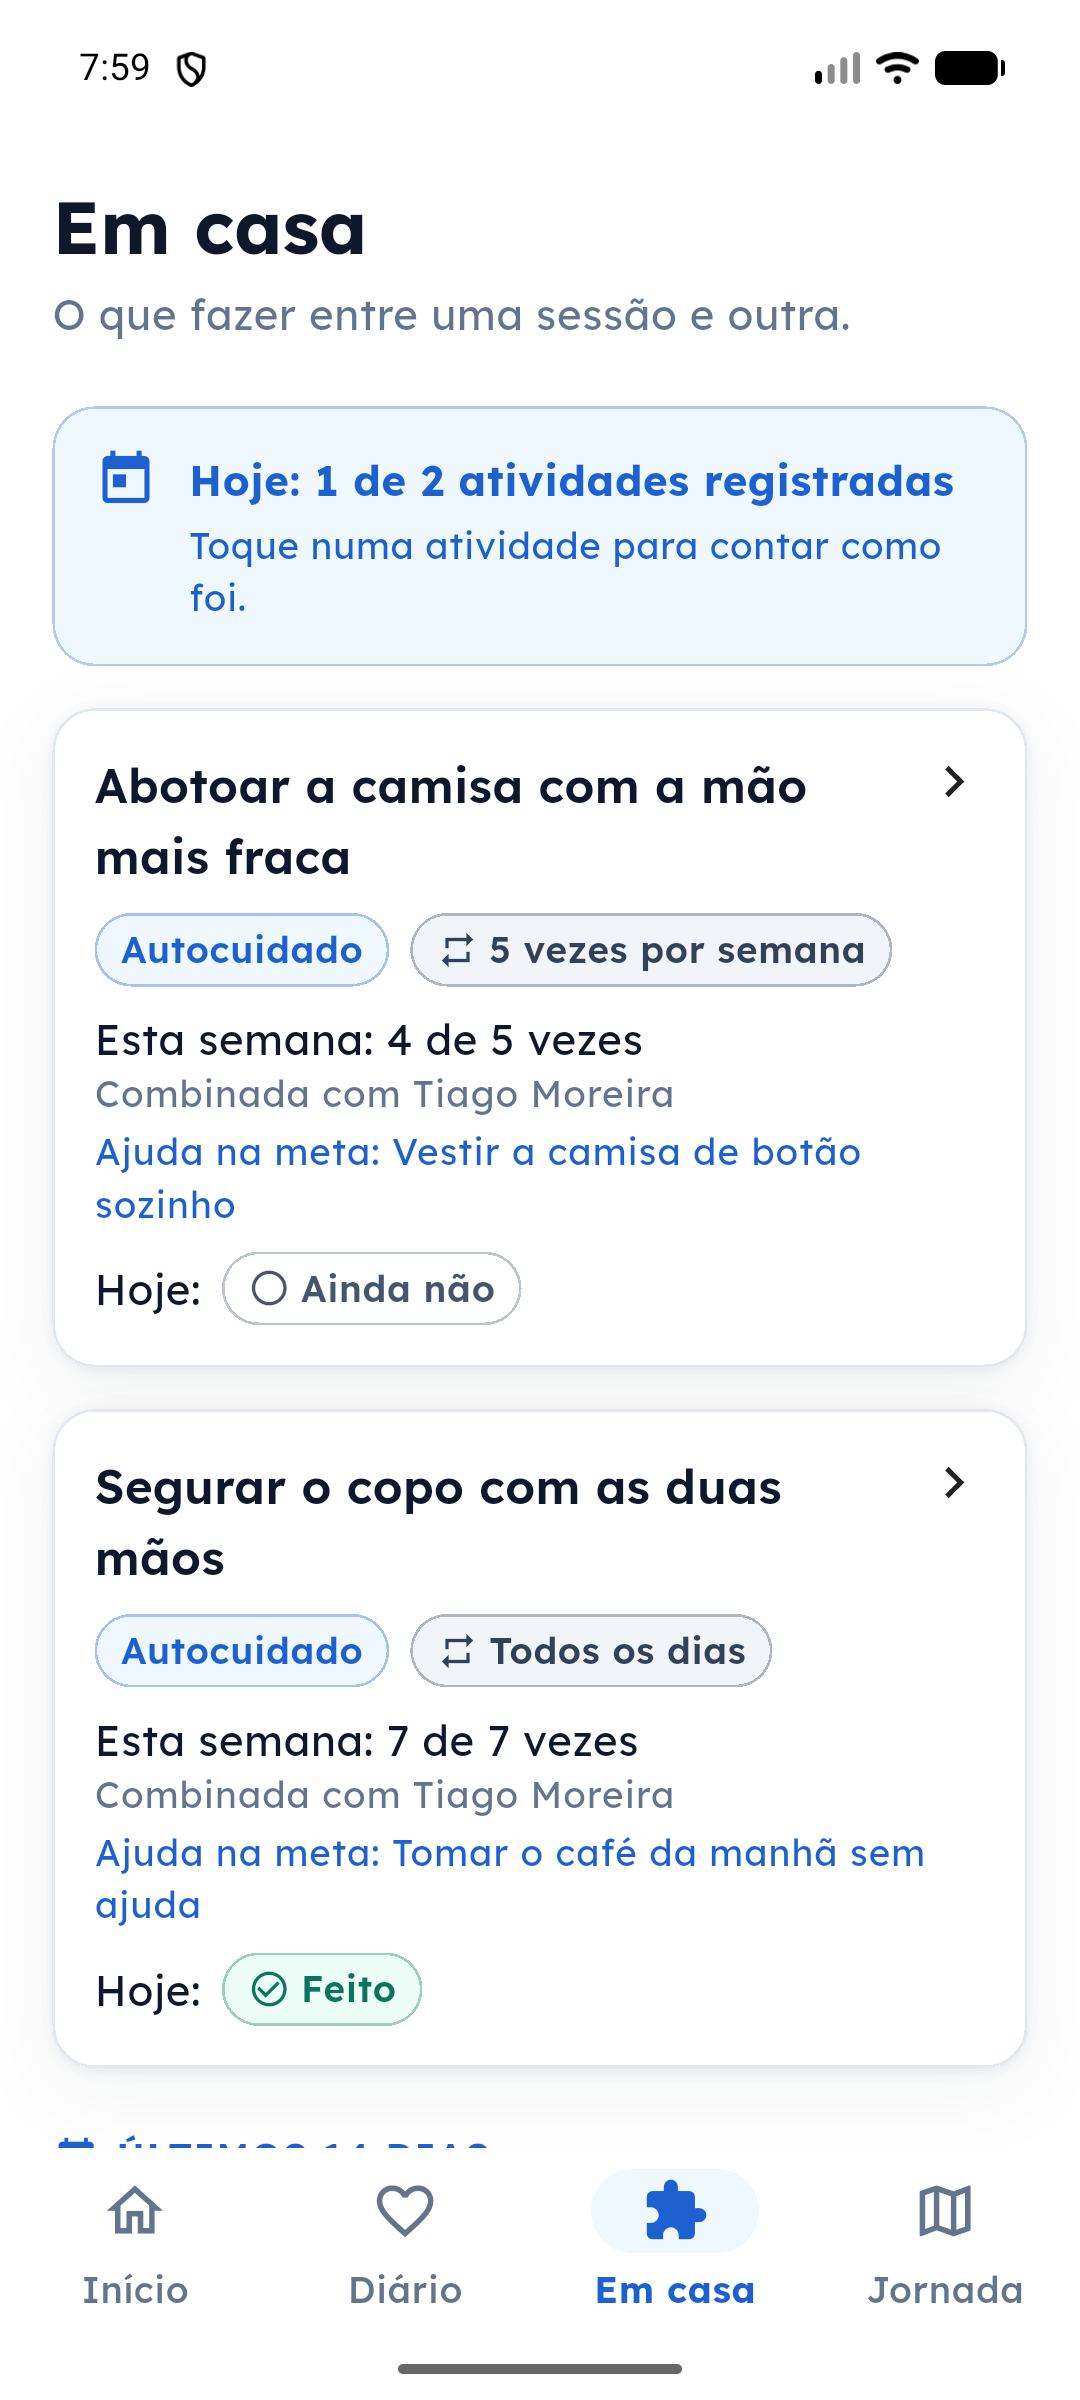 7:59
Em casa
O que fazer entre uma sessão e outra.
Hoje: 1 de 2 atividades registradas
Toque numa atividade para contar como
foi.
Abotoar a camisa com a mão
mais fraca
Autocuidado
5 vezes por semana
Esta semana: 4 de 5 vezes
Combinada com Tiago Moreira
Ajuda na meta: Vestir a camisa de botão
sozinho
Hoje:
Ainda não
Segurar o copo com as duas
mãos
Autocuidado
Todos os dias
Esta semana: 7 de 7 vezes
Combinada com Tiago Moreira
Ajuda na meta: Tomar o café da manhã sem
ajuda
Hoje:
Feito
ÚLTIMOS 14 DIAS
Início
Diário
Em casa
Jornada